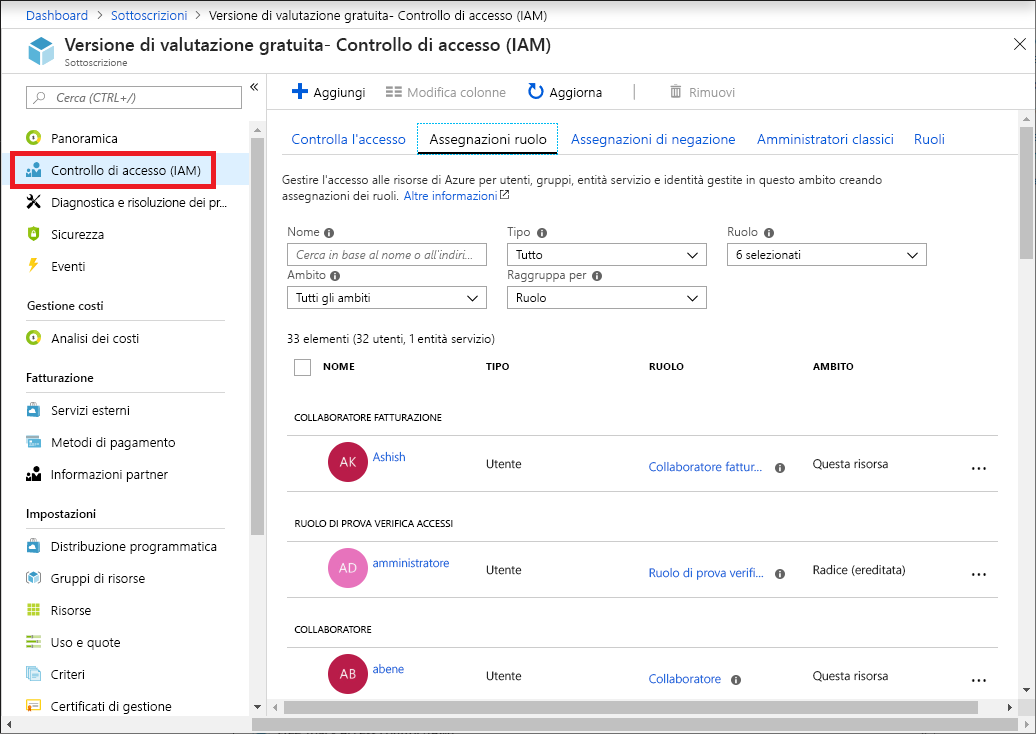 Dashboard > Sottoscrizioni > Versione di valutazione gratuita- Controllo di accesso (IAM)
Versione di valutazione gratuita- Controllo di accesso (IAM)
Sottoscrizione
Cerca (CTRL+/)
Panoramica
Controllo di accesso (IAM)
Diagnostica e risoluzione dei pr...
Sicurezza
Eventi
Gestione costi
Analisi dei costi
Fatturazione
Servizi esterni
Metodi di pagamento
Informazioni partner
Impostazioni
Distribuzione programmatica
Gruppi di risorse
Risorse
Uso e quote
Criteri
Certificati di gestione
Aggiungi Modifica colonne Aggiorna Rimuovi
Controlla l'accesso Assegnazioni ruolo Assegnazioni di negazione Amministratori classici Ruoli
Gestire l'accesso alle risorse di Azure per utenti, gruppi, entità servizio e identità gestite in questo ambito creando
assegnazioni dei ruoli. Altre informazioni
Nome Tipo Ruolo
Cerca in base al nome o all'indiri... Tutto 6 selezionati
Ambito Raggruppa per
Tutti gli ambiti Ruolo
33 elementi (32 utenti, 1 entità servizio)
NOME TIPO RUOLO AMBITO
COLLABORATORE FATTURAZIONE
AK Ashish Utente Collaboratore fattur... Questa risorsa ...
RUOLO DI PROVA VERIFICA ACCESSI
AD amministratore Utente Ruolo di prova verifi... Radice (ereditata) ...
COLLABORATORE
AB abene Utente Collaboratore Questa risorsa ...